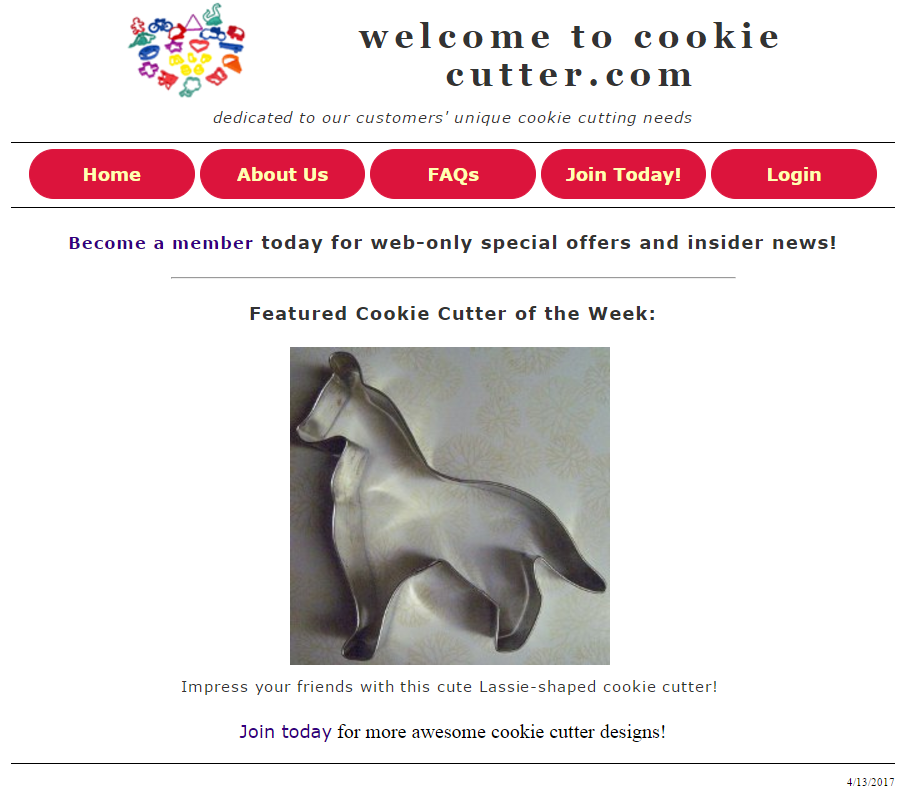 welcome to cookie
cutter.com
dedicated to our customers' unique cookie cutting needs
Home About Us FAQs Join Today! Login
Become a member today for web-only special offers and insider news!
Featured Cookie Cutter of the Week:
Impress your friends with this cute Lassie-shaped cookie cutter!
Join today for more awesome cookie cutter designs!
4/13/2017